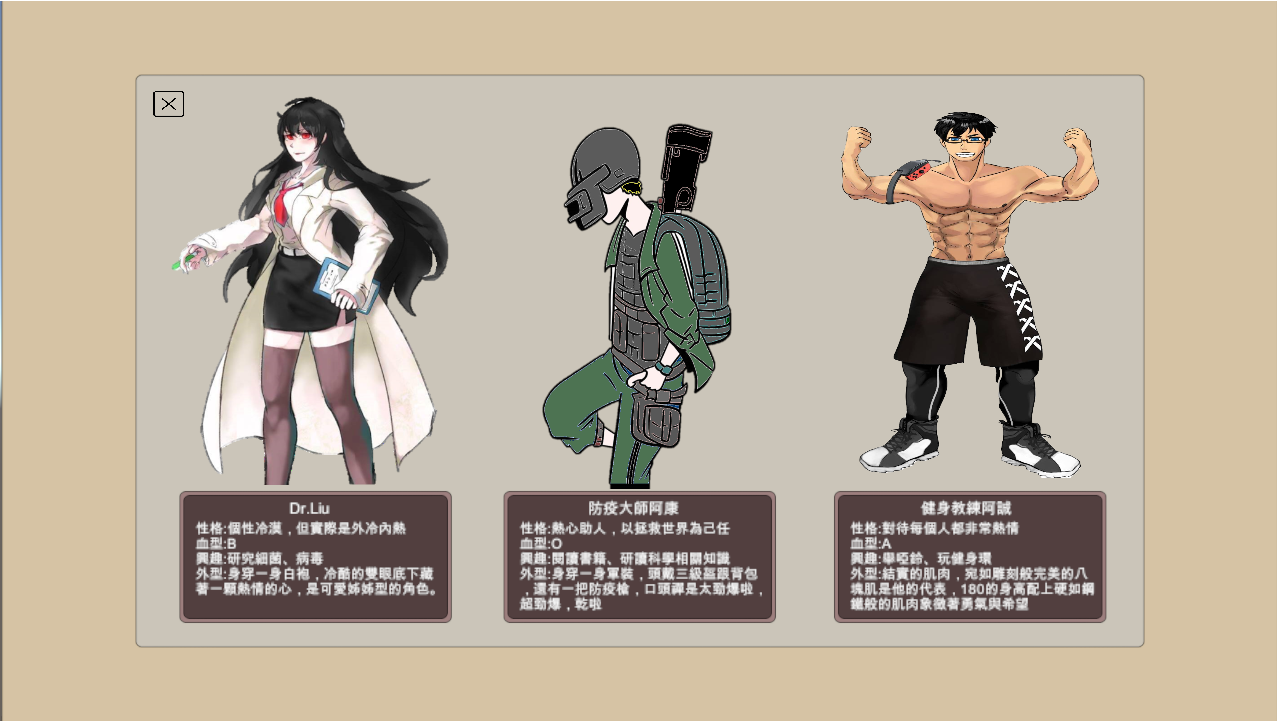 Dr.Liu
性格:個性冷漠，但實際是外冷內熱
血型:B
興趣:研究細菌、病毒
外型:身穿一身白袍，冷酷的雙眼底下藏
著一顆熱情的心，是可愛姊姊型的角色。
防疫大師阿康
性格:熱心助人，以拯救世界為己任
血型:O
興趣:閱讀書籍、研讀科學相關知識
外型:身穿一身軍裝，頭戴三級盔跟背包
，還有一把防疫槍，口頭禪是太勁爆啦，
超勁爆，乾啦
健身教練阿誠
性格:對待每個人都非常熱情
血型:A
興趣:舉啞鈴、玩健身環
外型:結實的肌肉，宛如雕刻般完美的八
塊肌是他的代表，180的身高配上硬如鋼
鐵般的肌肉象徵著勇氣與希望